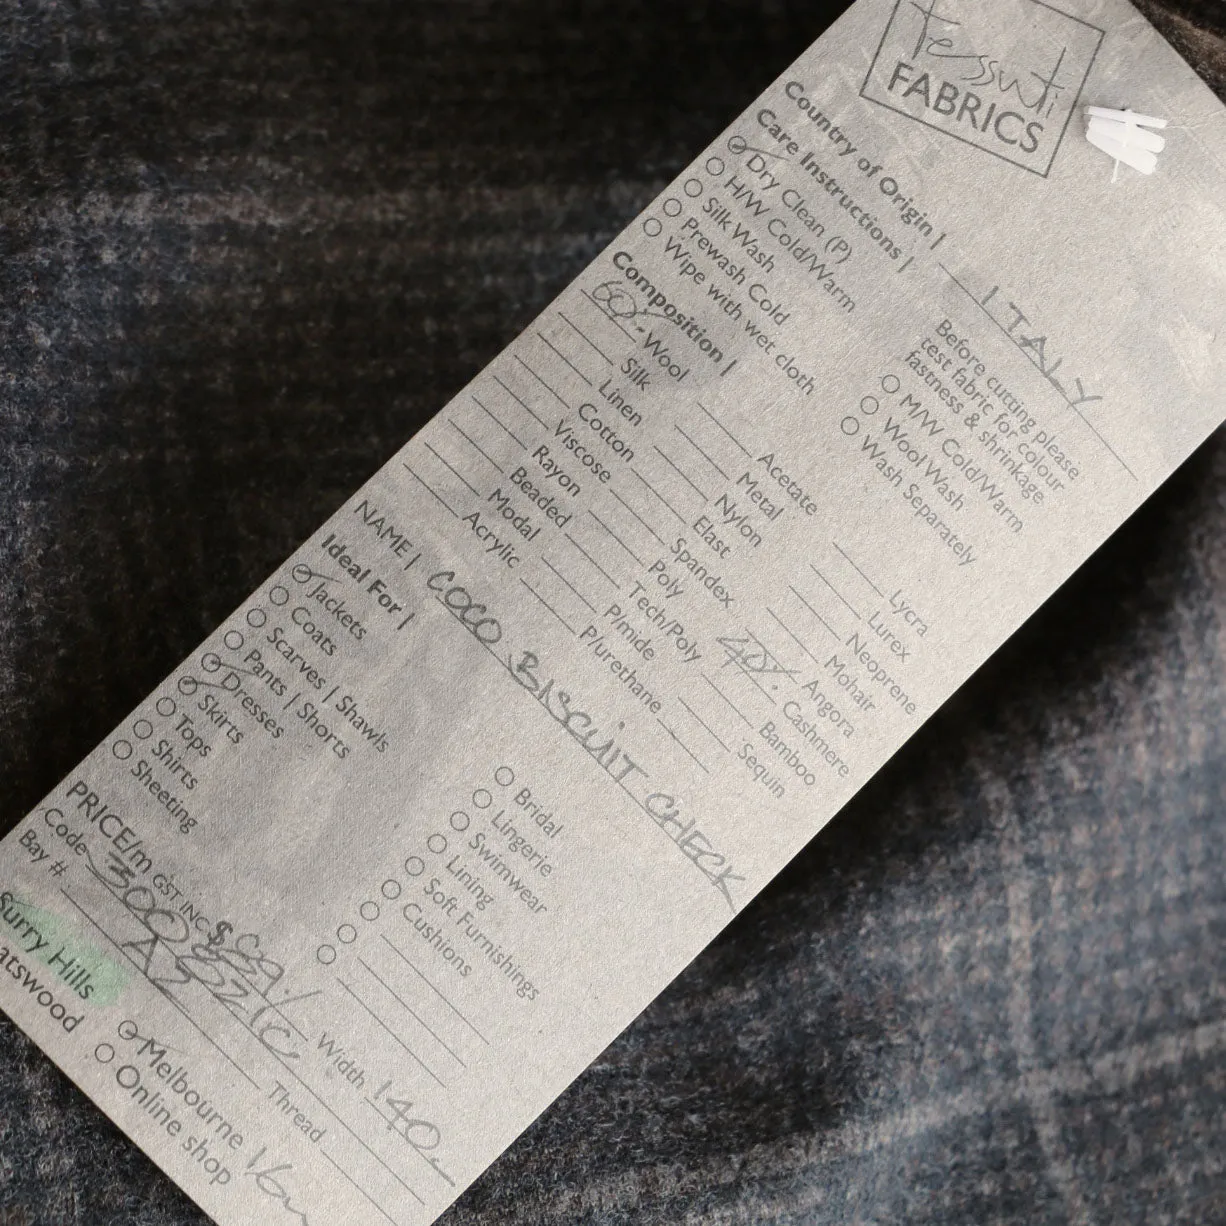 Tessuti
FABRICS
Country of Origin | ITALY
Care Instructions |
Dry Clean (P)
H/W Cold/Warm
Silk Wash
Prewash Cold
Wipe with wet cloth
Before cutting please
test fabric for colour
fastness & shrinkage
M/W Cold/Warm
Wool Wash
Wash Separately
Composition |
60% Wool
Silk
Linen
Cotton
Viscose
Rayon
Beaded
Modal
Acrylic
Acetate
Metal
Nylon
Elast
Spandex
Poly
Tech/Poly
P/mide
P/urethane
Lycra
Lurex
Neoprene
Mohair
Angora
40% Cashmere
Bamboo
Sequin
NAME | COCO BISCUIT CHECK
Ideal For |
Jackets
Coats
Scarves | Shawls
Pants | Shorts
Dresses
Skirts
Tops
Shirts
Sheeting
Bridal
Lingerie
Swimwear
Lining
Soft Furnishings
Cushions
PRICE/m GST INC $
Code
Width 140
Bay #
Thread
Surry Hills
atswood
Melbourne
Online shop